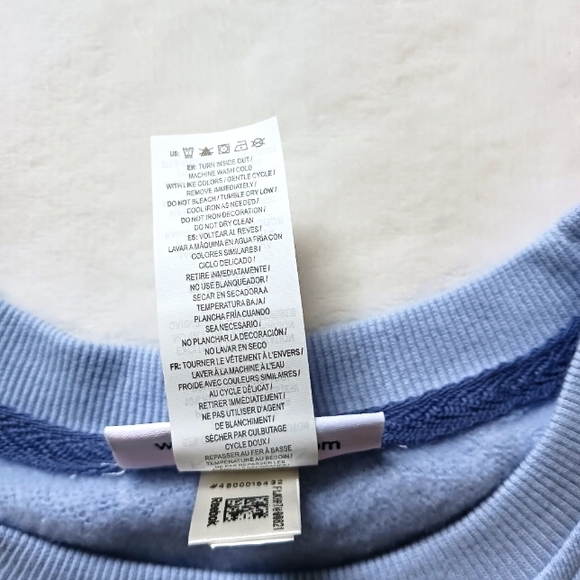 US:
EN: TURN INSIDE OUT /
MACHINE WASH COLD
WITH LIKE COLORS / GENTLE CYCLE /
REMOVE IMMEDIATELY /
DO NOT BLEACH / TUMBLE DRY LOW /
COOL IRON AS NEEDED /
DO NOT IRON DECORATION /
DO NOT DRY CLEAN
ES: VOLTEAR AL REVES /
LAVAR A MÁQUINA EN AGUA FRÍA CON
COLORES SIMILARES /
CICLO DELICADO /
RETIRE INMEDIATAMENTE /
NO USE BLANQUEADOR /
SECAR EN SECADORA A
TEMPERATURA BAJA /
PLANCHA FRÍA CUANDO
SEA NECESARIO /
NO PLANCHAR LA DECORACIÓN /
NO LAVAR EN SECO
FR: TOURNER LE VÊTEMENT À L'ENVERS /
LAVER À LA MACHINE À L'EAU
FROIDE AVEC COULEURS SIMILAIRES /
AU CYCLE DÉLICAT /
RETIRER IMMÉDIATEMENT /
NE PAS UTILISER D'AGENT
DE BLANCHIMENT /
SÉCHER PAR CULBUTAGE
CYCLE DOUX /
REPASSER AU FER À BASSE
TEMPÉRATURE AU BESOIN /
NE PAS REPASSER LES
w
m
Reebok